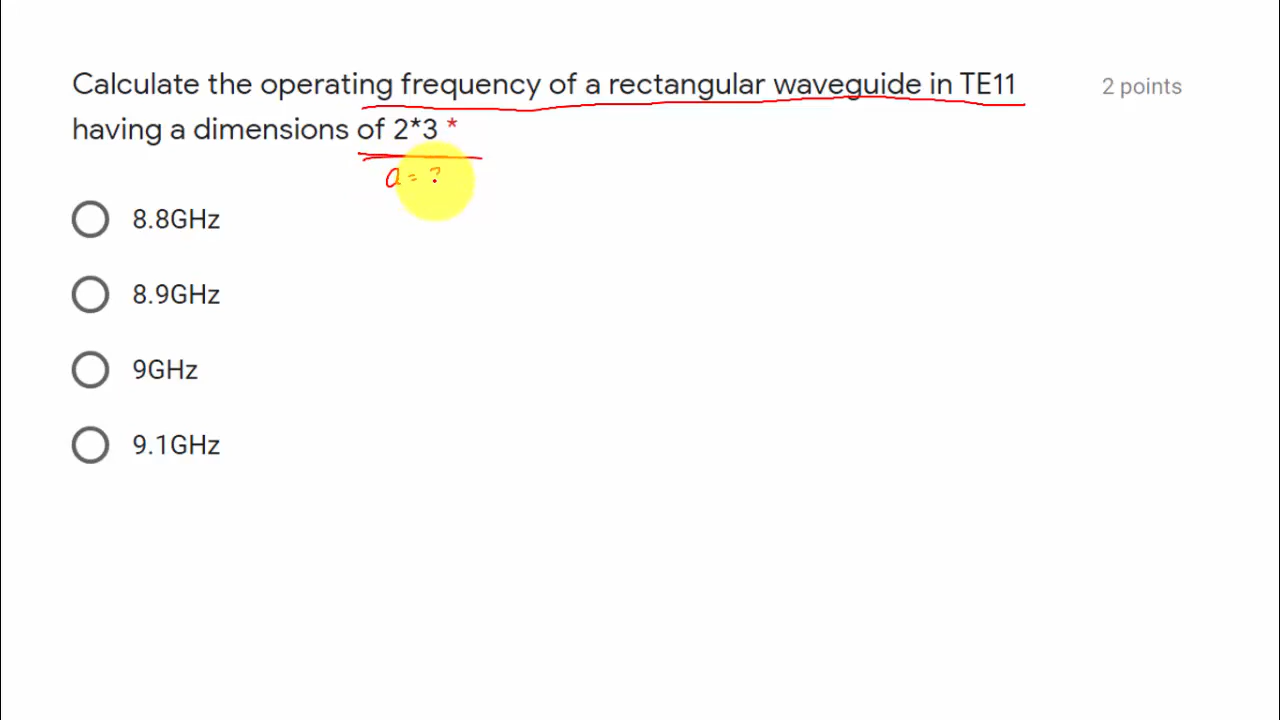 Calculate the operating frequency of a rectangular waveguide in TE11
2 points
having a dimensions of 2*3 *
a = ?
8.8GHz
8.9GHz
9GHz
9.1GHz